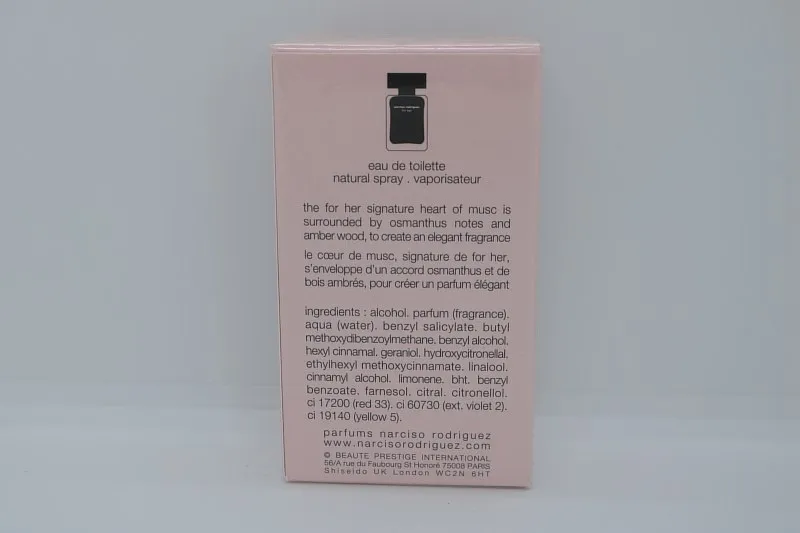 narciso rodriguez
for her
eau de toilette
natural spray . vaporisateur
the for her signature heart of musc is
surrounded by osmanthus notes and
amber wood, to create an elegant fragrance
le cœur de musc, signature de for her,
s'enveloppe d'un accord osmanthus et de
bois ambrés, pour créer un parfum élégant
ingredients : alcohol. parfum (fragrance).
aqua (water). benzyl salicylate. butyl
methoxydibenzoylmethane. benzyl alcohol.
hexyl cinnamal. geraniol. hydroxycitronellal.
ethylhexyl methoxycinnamate. linalool.
cinnamyl alcohol. limonene. bht. benzyl
benzoate. farnesol. citral. citronellol.
ci 17200 (red 33). ci 60730 (ext. violet 2).
ci 19140 (yellow 5).
parfums narciso rodriguez
www.narcisorodriguez.com
© BEAUTE PRESTIGE INTERNATIONAL
56/A rue du Faubourg St Honoré 75008 PARIS
Shiseido UK London WC2N 6HT